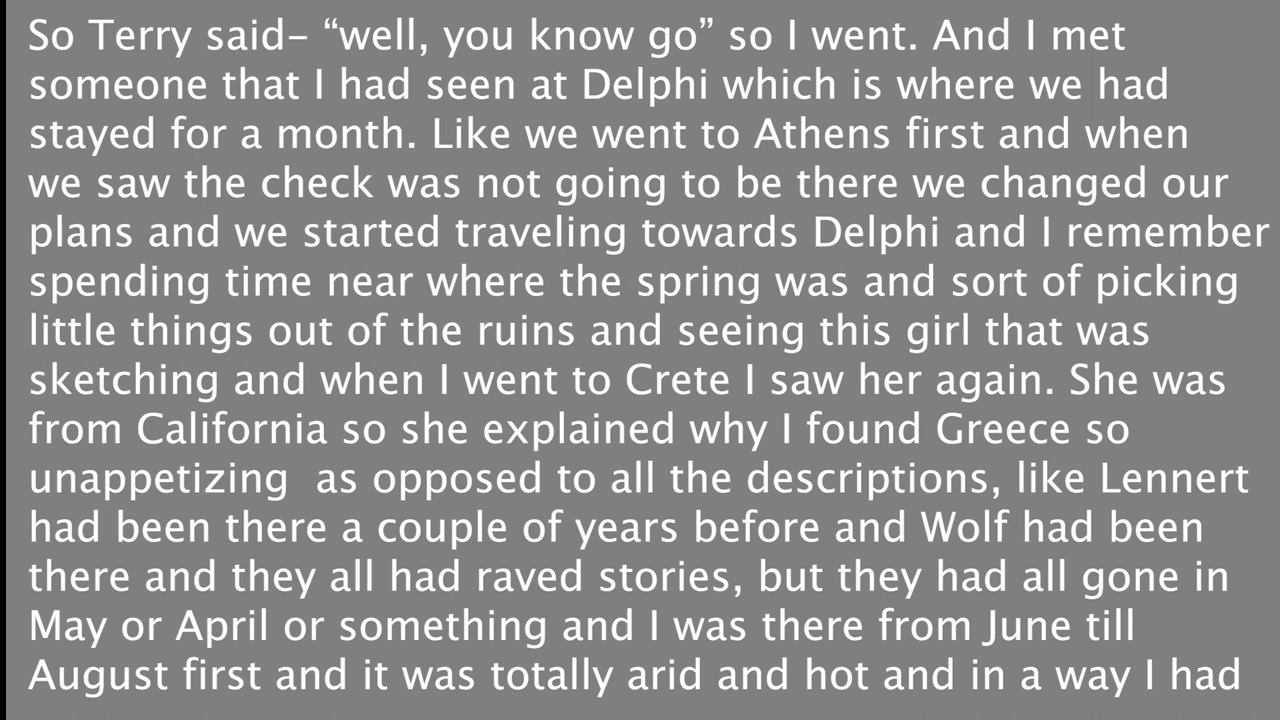 So Terry said– “well, you know go” so I went. And I met
someone that I had seen at Delphi which is where we had
stayed for a month. Like we went to Athens first and when
we saw the check was not going to be there we changed our
plans and we started traveling towards Delphi and I remember
spending time near where the spring was and sort of picking
little things out of the ruins and seeing this girl that was
sketching and when I went to Crete I saw her again. She was
from California so she explained why I found Greece so
unappetizing  as opposed to all the descriptions, like Lennert
had been there a couple of years before and Wolf had been
there and they all had raved stories, but they had all gone in
May or April or something and I was there from June till
August first and it was totally arid and hot and in a way I had